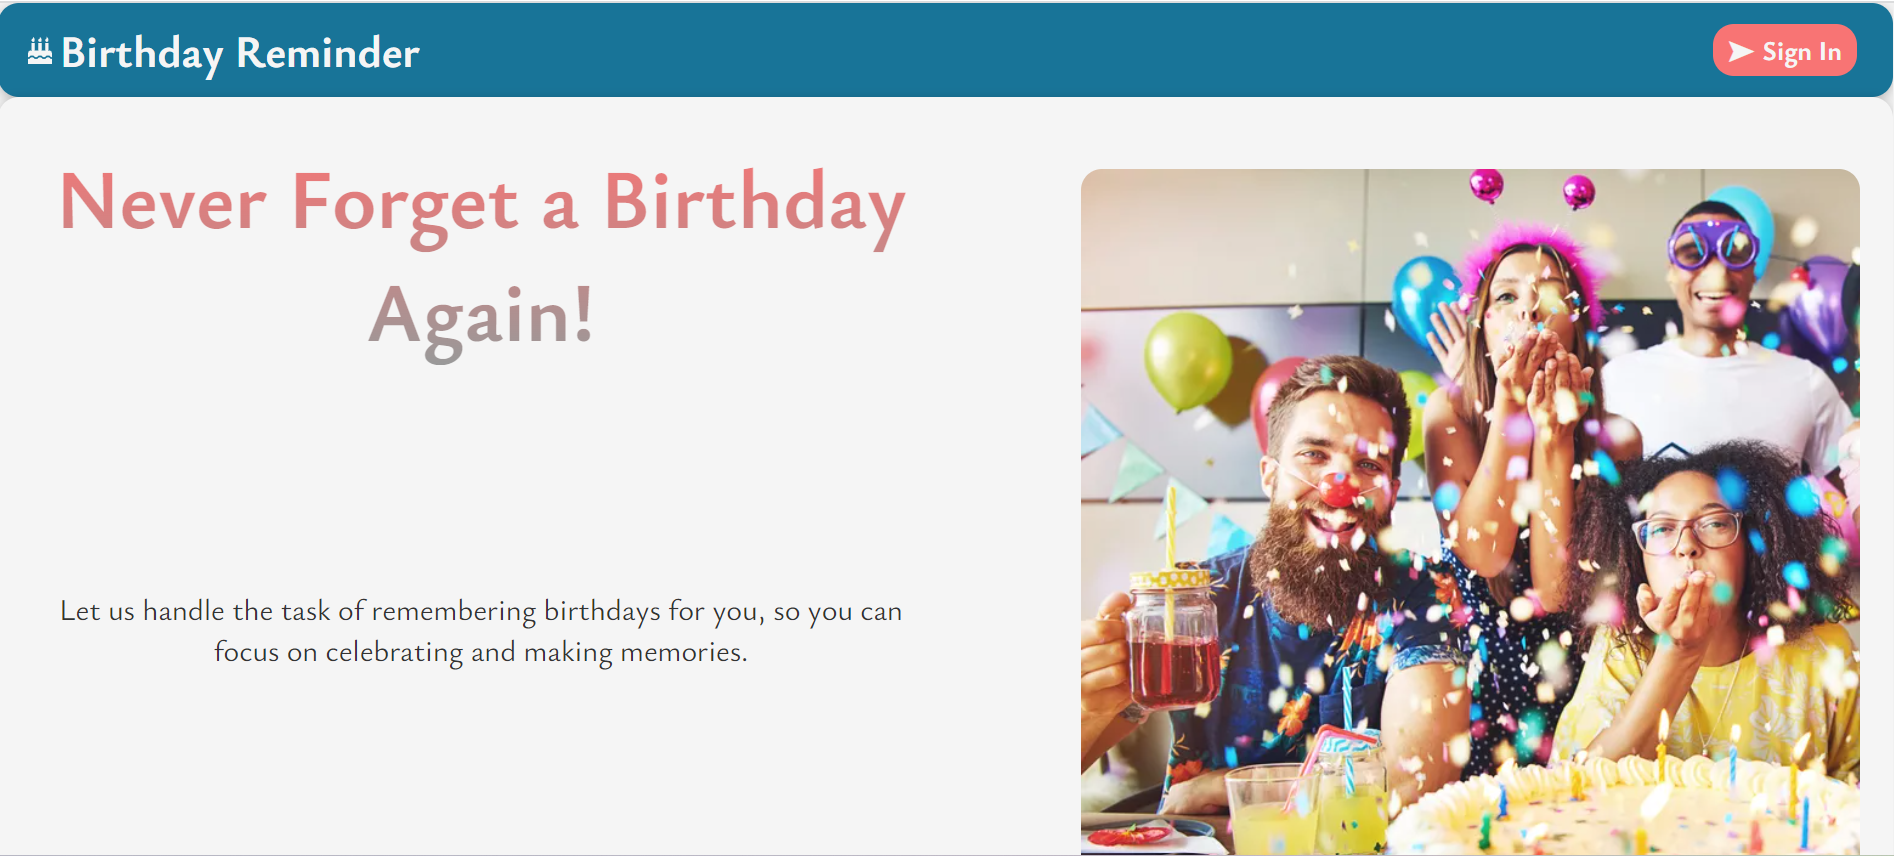 Birthday Reminder
Sign In
Never Forget a Birthday
Again!
Let us handle the task of remembering birthdays for you, so you can
focus on celebrating and making memories.